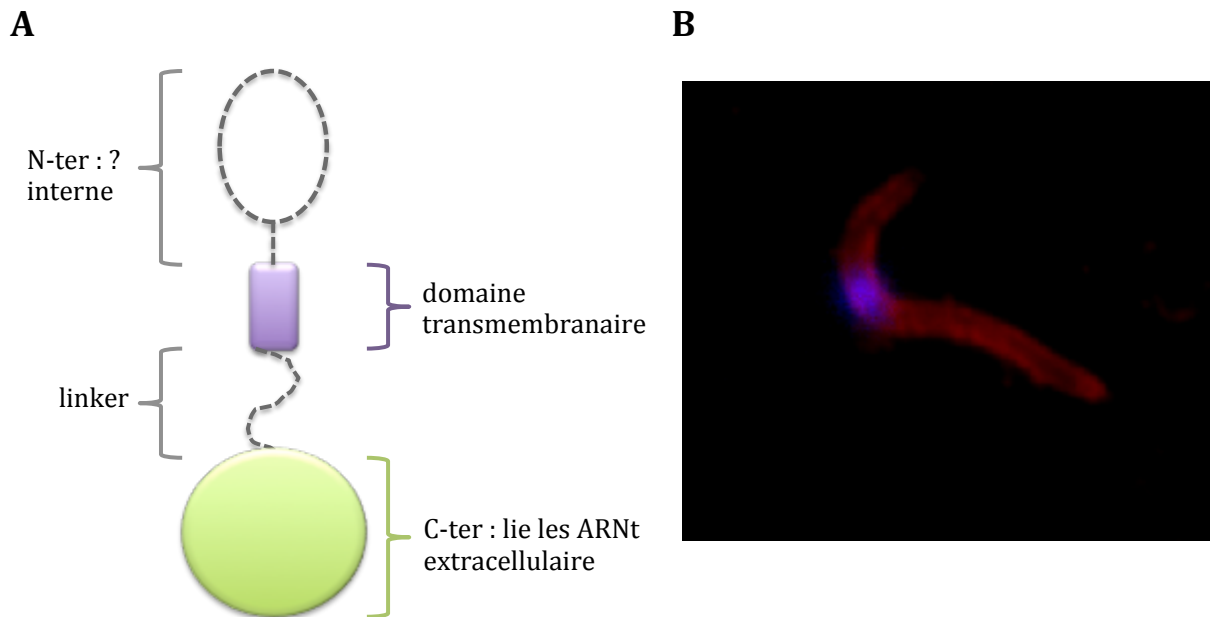 A
B
N-ter : ?
interne
domaine
transmembranaire
linker
C-ter : lie les ARNt
extracellulaire